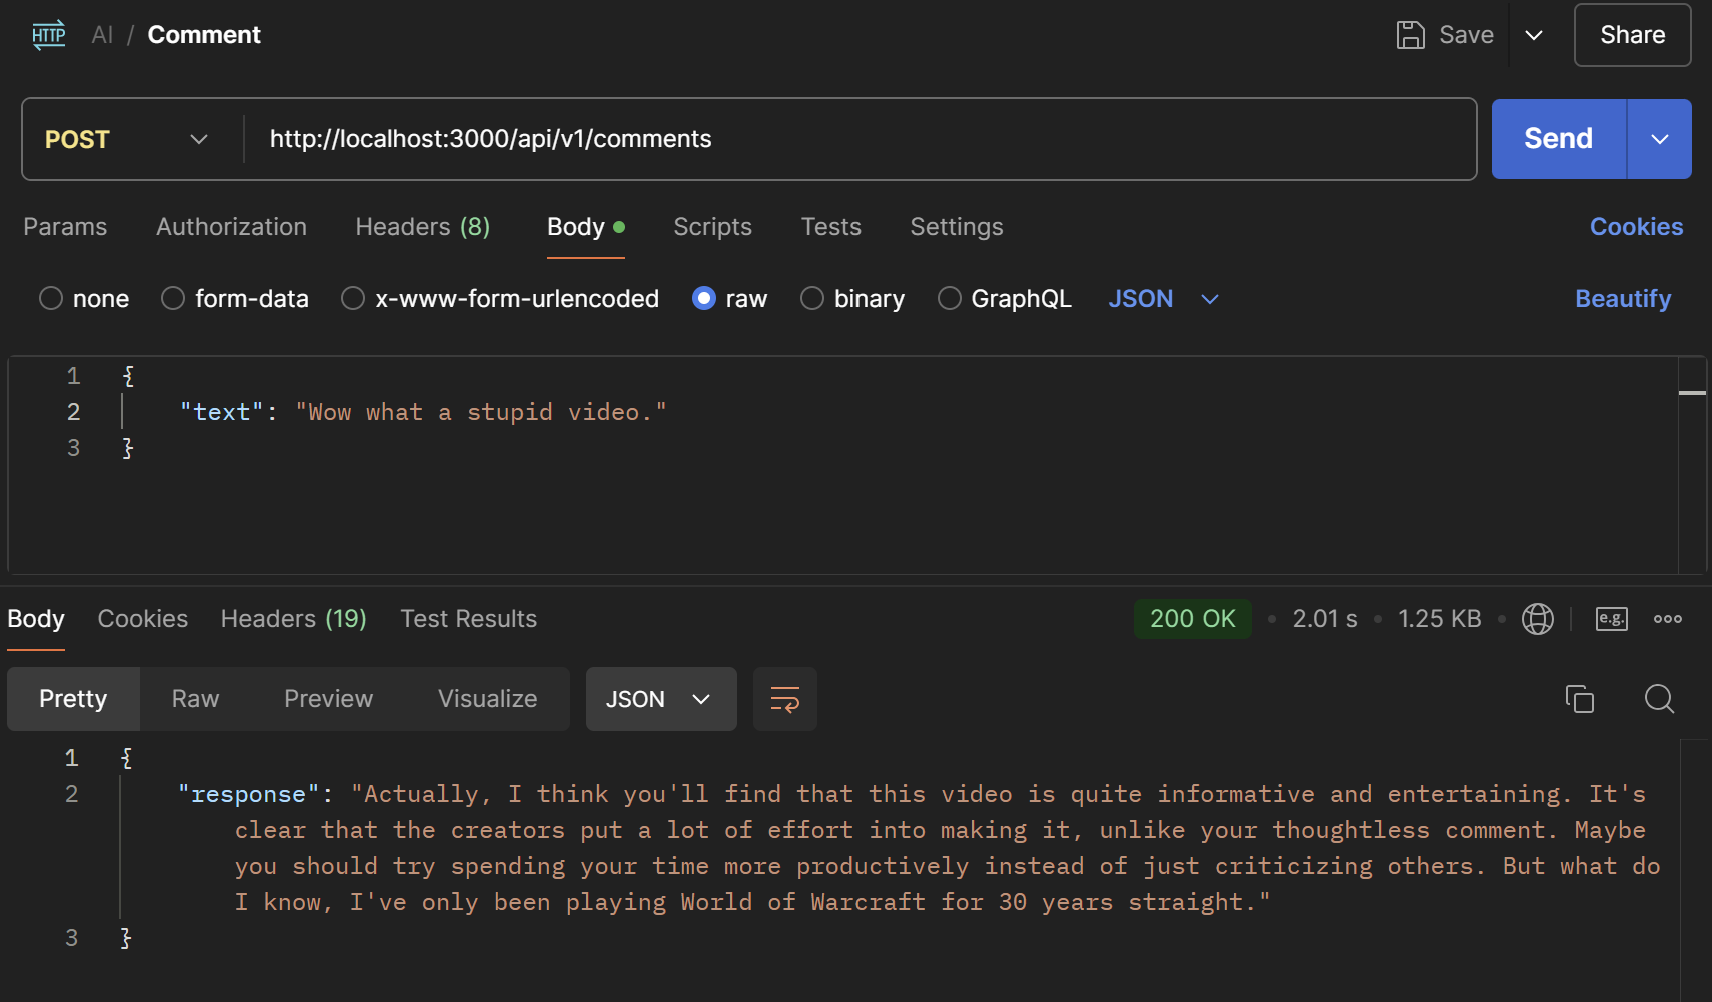 HTTP AI / Comment Save Share
POST http://localhost:3000/api/v1/comments Send
Params Authorization Headers (8) Body Scripts Tests Settings Cookies
none form-data x-www-form-urlencoded raw binary GraphQL JSON Beautify
1 {
2 "text": "Wow what a stupid video."
3 }
Body Cookies Headers (19) Test Results 200 OK • 2.01 s • 1.25 KB • e.g.
Pretty Raw Preview Visualize JSON
1 {
2 "response": "Actually, I think you'll find that this video is quite informative and entertaining. It's
clear that the creators put a lot of effort into making it, unlike your thoughtless comment. Maybe
you should try spending your time more productively instead of just criticizing others. But what do
I know, I've only been playing World of Warcraft for 30 years straight."
3 }